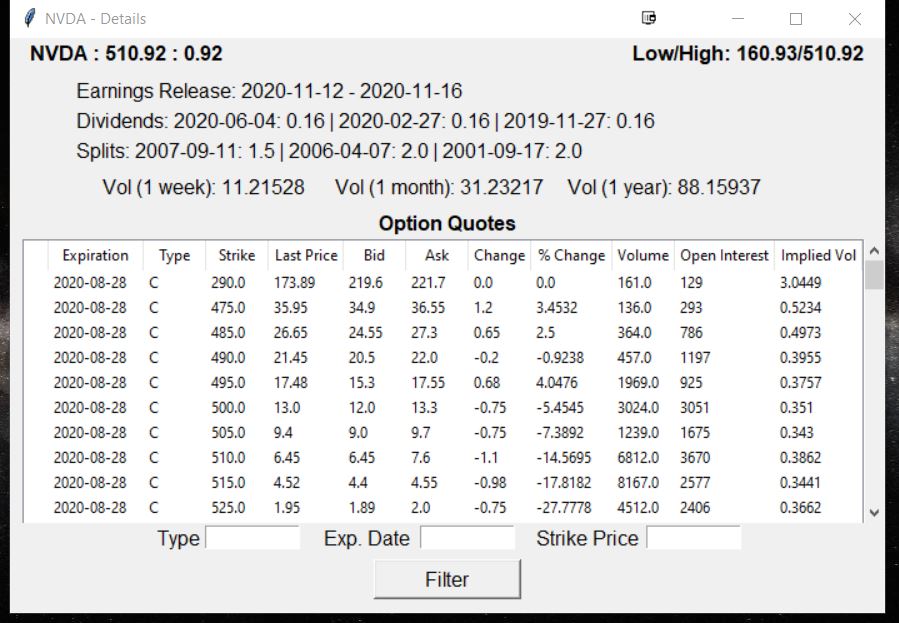 NVDA - Details
NVDA : 510.92 : 0.92 Low/High: 160.93/510.92
Earnings Release: 2020-11-12 - 2020-11-16
Dividends: 2020-06-04: 0.16 | 2020-02-27: 0.16 | 2019-11-27: 0.16
Splits: 2007-09-11: 1.5 | 2006-04-07: 2.0 | 2001-09-17: 2.0
Vol (1 week): 11.21528 Vol (1 month): 31.23217 Vol (1 year): 88.15937
Option Quotes
Expiration Type Strike Last Price Bid Ask Change % Change Volume Open Interest Implied Vol
2020-08-28 C 290.0 173.89 219.6 221.7 0.0 0.0 161.0 129 3.0449
2020-08-28 C 475.0 35.95 34.9 36.55 1.2 3.4532 136.0 293 0.5234
2020-08-28 C 485.0 26.65 24.55 27.3 0.65 2.5 364.0 786 0.4973
2020-08-28 C 490.0 21.45 20.5 22.0 -0.2 -0.9238 457.0 1197 0.3955
2020-08-28 C 495.0 17.48 15.3 17.55 0.68 4.0476 1969.0 925 0.3757
2020-08-28 C 500.0 13.0 12.0 13.3 -0.75 -5.4545 3024.0 3051 0.351
2020-08-28 C 505.0 9.4 9.0 9.7 -0.75 -7.3892 1239.0 1675 0.343
2020-08-28 C 510.0 6.45 6.45 7.6 -1.1 -14.5695 6812.0 3670 0.3862
2020-08-28 C 515.0 4.52 4.4 4.55 -0.98 -17.8182 8167.0 2577 0.3441
2020-08-28 C 525.0 1.95 1.89 2.0 -0.75 -27.7778 4512.0 2406 0.3662
Type Exp. Date Strike Price
Filter